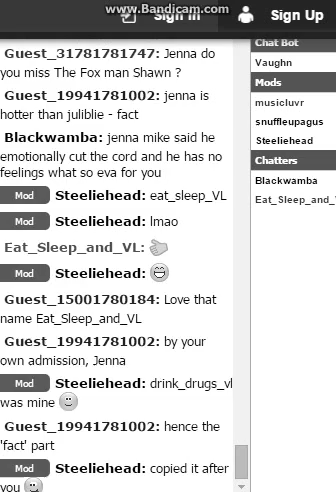 www.Bandicam.com
Sign In
Sign Up
Guest_31781781747: Jenna do
you miss The Fox man Shawn ?
Guest_19941781002: jenna is
hotter than juliblie - fact
Blackwamba: jenna mike said he
emotionally cut the cord and he has no
feelings what so eva for you
Mod Steeliehead: eat_sleep_VL
Mod Steeliehead: lmao
Eat_Sleep_and_VL:
Mod Steeliehead:
Guest_15001780184: Love that
name Eat_Sleep_and_VL
Guest_19941781002: by your
own admission, Jenna
Mod Steeliehead: drink_drugs_vl
was mine
Guest_19941781002: hence the
'fact' part
Mod Steeliehead: copied it after
you
Chat Bot
Vaughn
Mods
musicluvr
snuffleupagus
Steeliehead
Chatters
Blackwamba
Eat_Sleep_and_